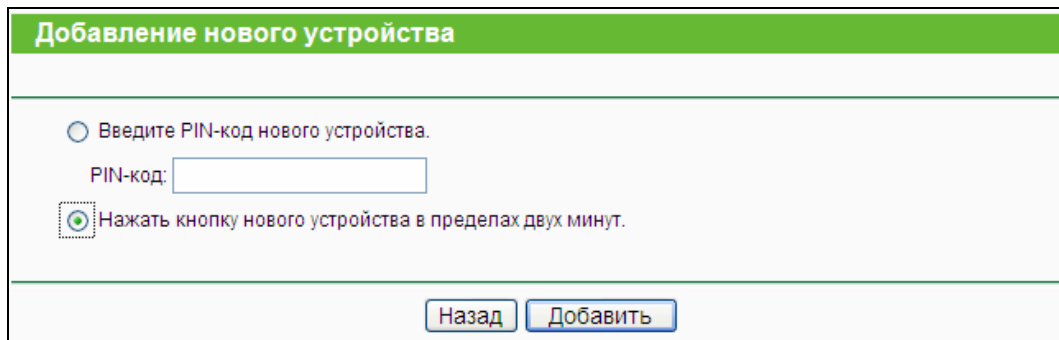 Добавление нового устройства
Введите PIN-код нового устройства.
PIN-код:
Нажать кнопку нового устройства в пределах двух минут.
Назад Добавить